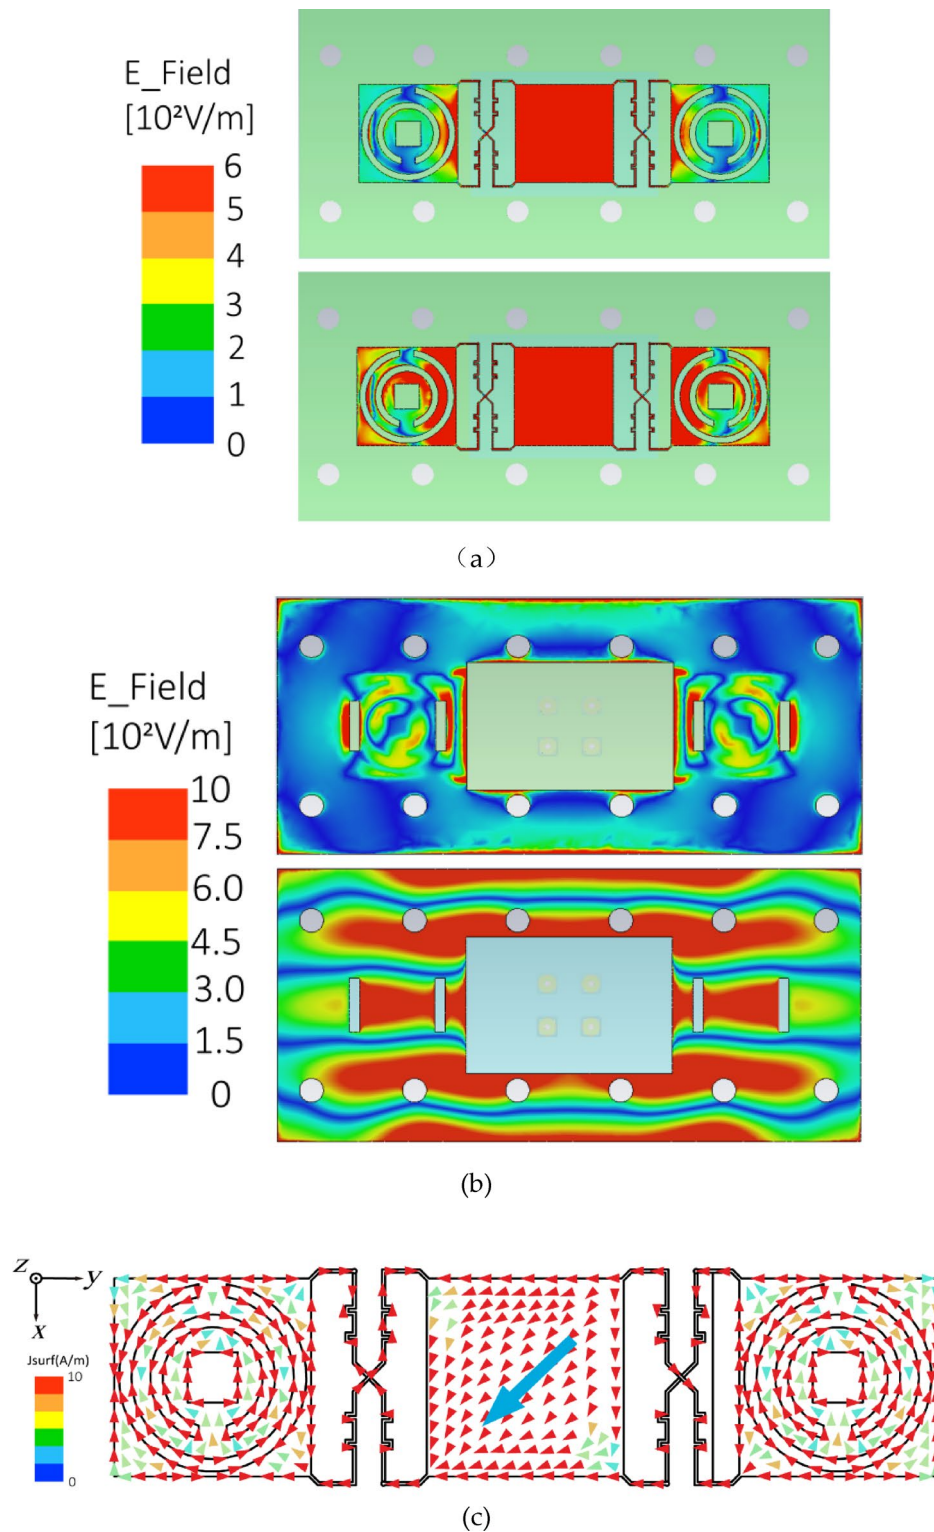 E_Field
[10²V/m]
6
5
4
3
2
1
0
（a）
E_Field
[10²V/m]
10
7.5
6.0
4.5
3.0
1.5
0
(b)
z
y
x
Jsurf(A/m)
10
0
(c)